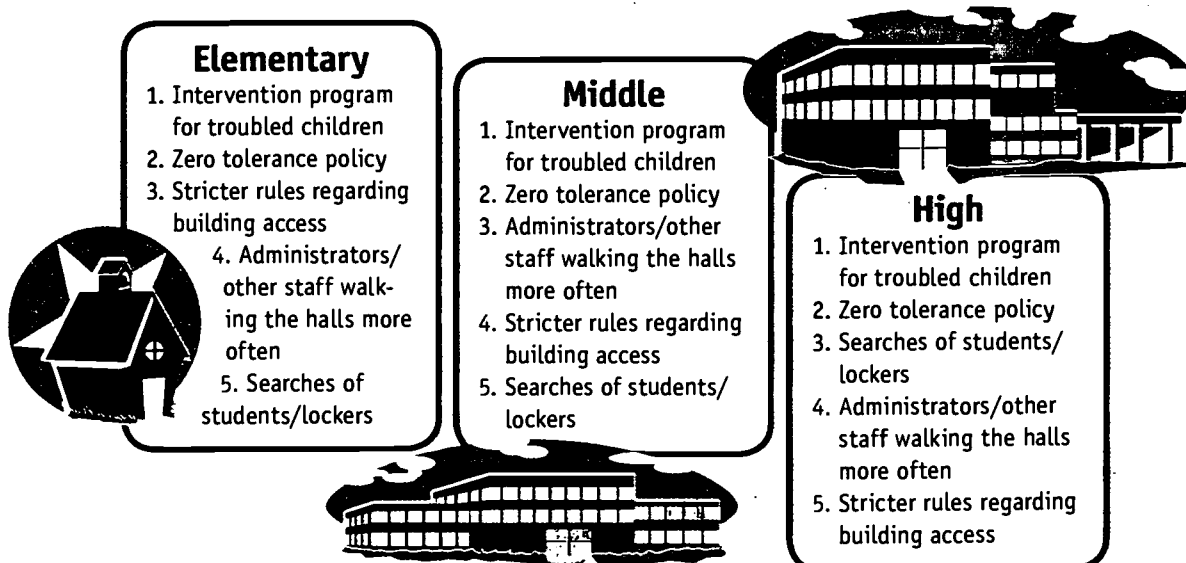 Elementary
1. Intervention program
for troubled children
2. Zero tolerance policy
3. Stricter rules regarding
building access
4. Administrators/
other staff walk-
ing the halls more
often
5. Searches of
students/lockers
Middle
1. Intervention program
for troubled children
2. Zero tolerance policy
3. Administrators/other
staff walking the halls
more often
4. Stricter rules regarding
building access
5. Searches of students/
lockers
High
1. Intervention program
for troubled children
2. Zero tolerance policy
3. Searches of students/
lockers
4. Administrators/other
staff walking the halls
more often
5. Stricter rules regarding
building access